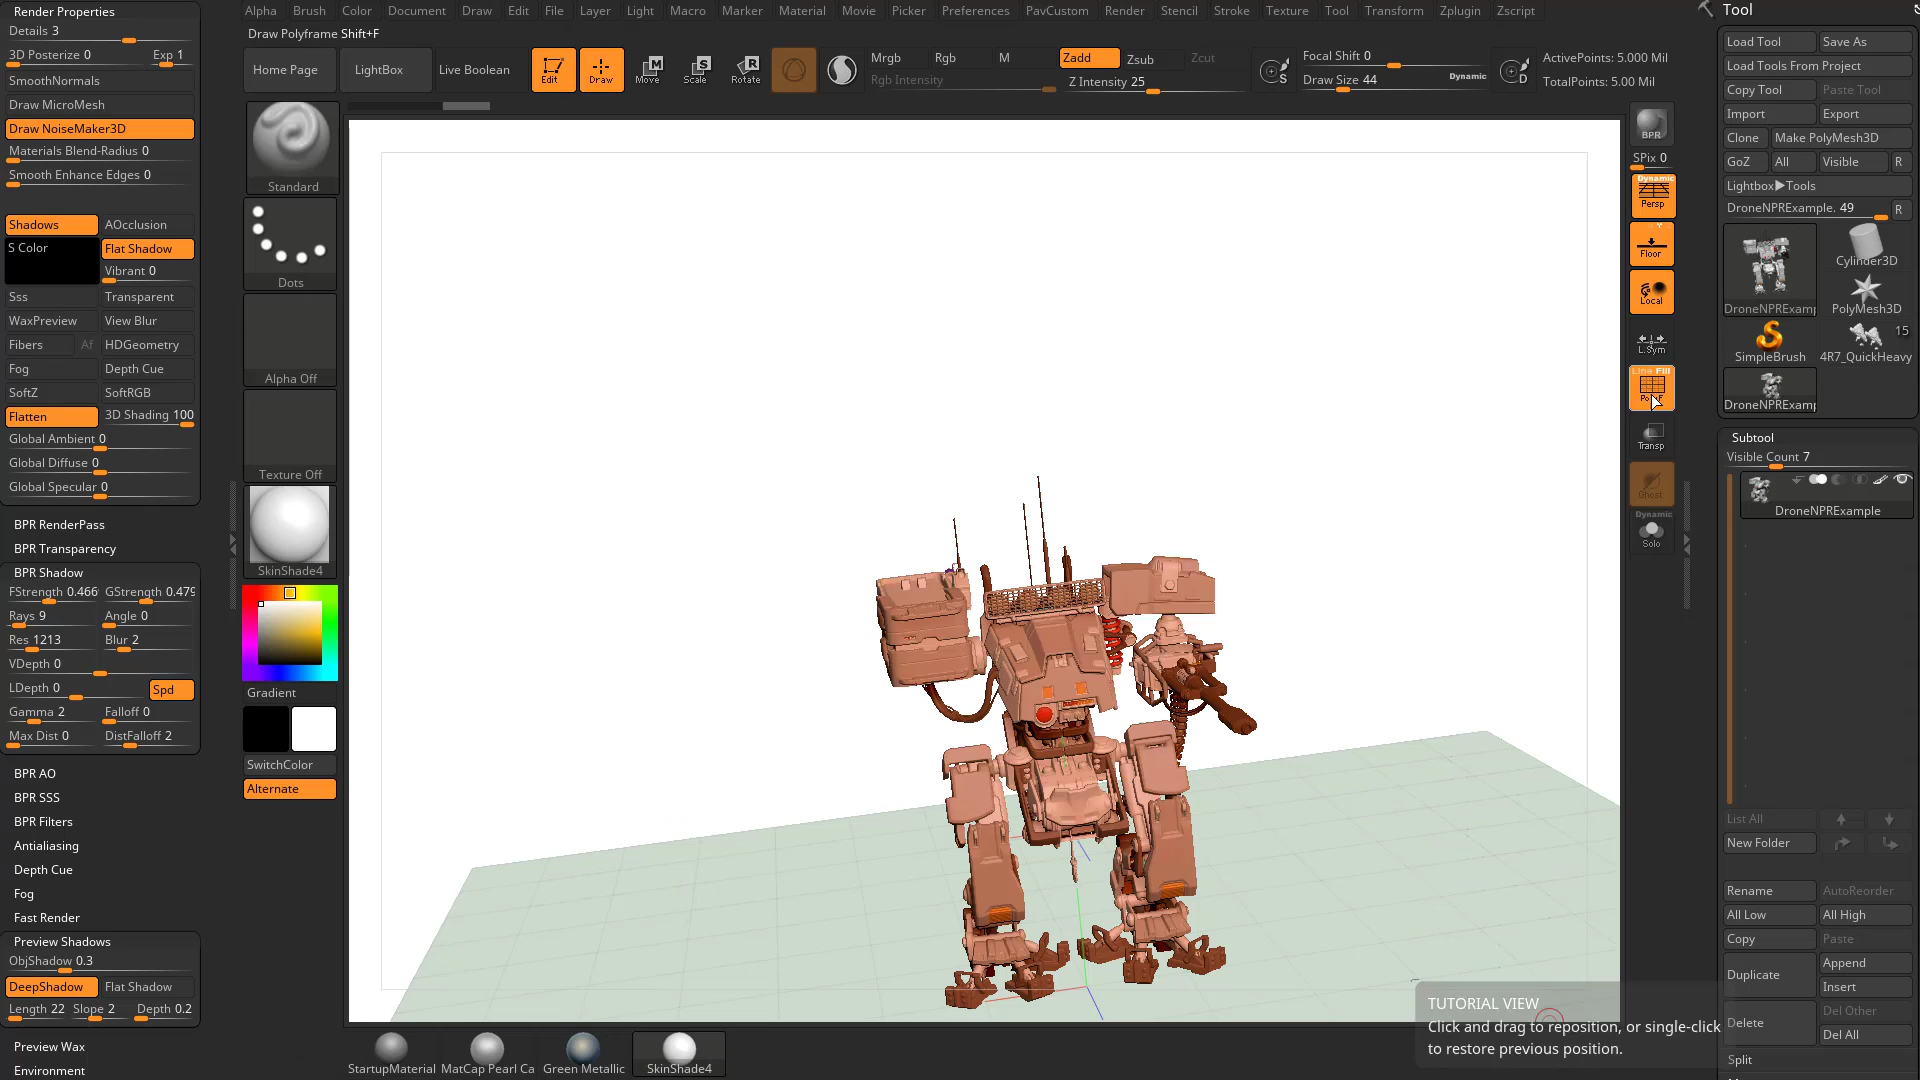 Render Properties
Details 3
3D Posterize 0
Exp 1
SmoothNormals
Draw MicroMesh
Draw NoiseMaker3D
Materials Blend-Radius 0
Smooth Enhance Edges 0
Shadows
AOcclusion
S Color
Flat Shadow
Vibrant 0
Sss
Transparent
WaxPreview
View Blur
Fibers
Af
HDGeometry
Fog
Depth Cue
SoftZ
SoftRGB
Flatten
3D Shading 100
Global Ambient 0
Global Diffuse 0
Global Specular 0
BPR RenderPass
BPR Transparency
BPR Shadow
FStrength 0.466
GStrength 0.479
Rays 9
Angle 0
Res 1213
Blur 2
VDepth 0
LDepth 0
Spd
Gamma 2
Falloff 0
Max Dist 0
DistFalloff 2
BPR AO
BPR SSS
BPR Filters
Antialiasing
Depth Cue
Fog
Fast Render
Preview Shadows
ObjShadow 0.3
DeepShadow
Flat Shadow
Length 22
Slope 2
Depth 0.2
Preview Wax
Environment
Alpha Brush Color Document Draw Edit File Layer Light Macro Marker Material Movie Picker Preferences PavCustom Render Stencil Stroke Texture Tool Transform Zplugin Zscript
Draw Polyframe Shift+F
Home Page
LightBox
Live Boolean
Edit
Draw
Move
Scale
Rotate
Mrgb
Rgb
M
Rgb Intensity
Zadd
Zsub
Zcut
Z Intensity 25
Focal Shift 0
Draw Size 44
Dynamic
ActivePoints: 5.000 Mil
TotalPoints: 5.00 Mil
Standard
Dots
Alpha Off
Texture Off
SkinShade4
Gradient
SwitchColor
Alternate
BPR
SPix 0
Dynamic
Persp
Floor
Local
L.Sym
Line Fill
Transp
Ghost
Dynamic
Solo
TUTORIAL VIEW
Click and drag to reposition, or single-click
to restore previous position.
StartupMaterial
MatCap Pearl Ca
Green Metallic
SkinShade4
Tool
Load Tool
Save As
Load Tools From Project
Copy Tool
Paste Tool
Import
Export
Clone
Make PolyMesh3D
GoZ
All
Visible
R
Lightbox▶Tools
DroneNPRExample. 49
R
DroneNPRExamp
Cylinder3D
PolyMesh3D
SimpleBrush
15
4R7_QuickHeavy
DroneNPRExamp
Subtool
Visible Count 7
DroneNPRExample
List All
New Folder
Rename
AutoReorder
All Low
All High
Copy
Paste
Duplicate
Append
Insert
Delete
Del Other
Del All
Split